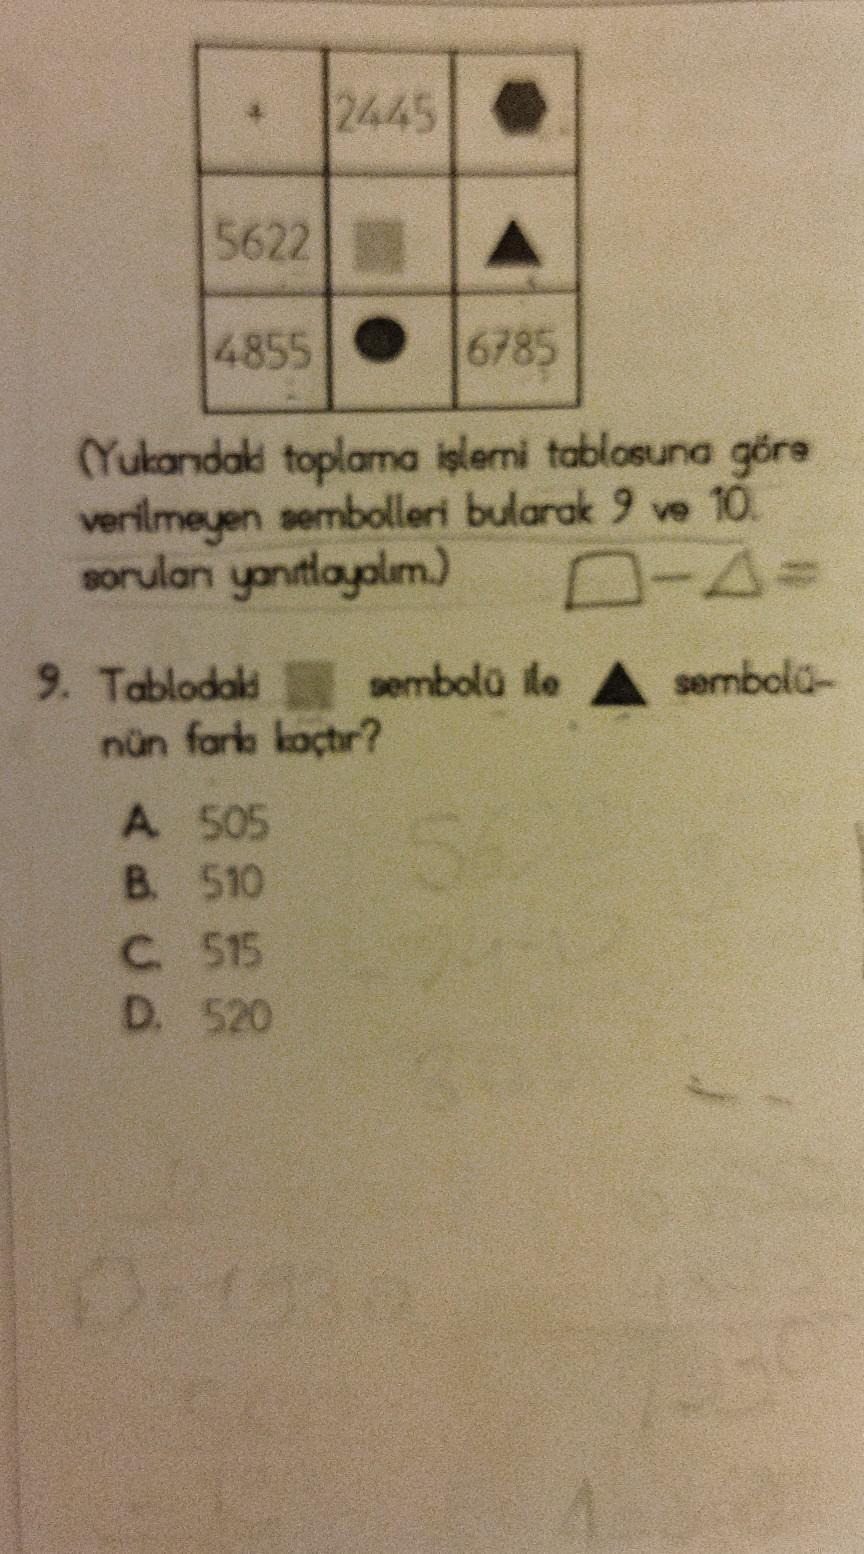 + 2445
5622
4855 6785
(Yukarıdaki toplama işlemi tablosuna göre
verilmeyen sembolleri bularak 9 ve 10.
soruları yanıtlayalım.) − =
9. Tablodaki sembolü ile sembolü-
nün farkı kaçtır?
A. 505
B. 510
C. 515
D. 520